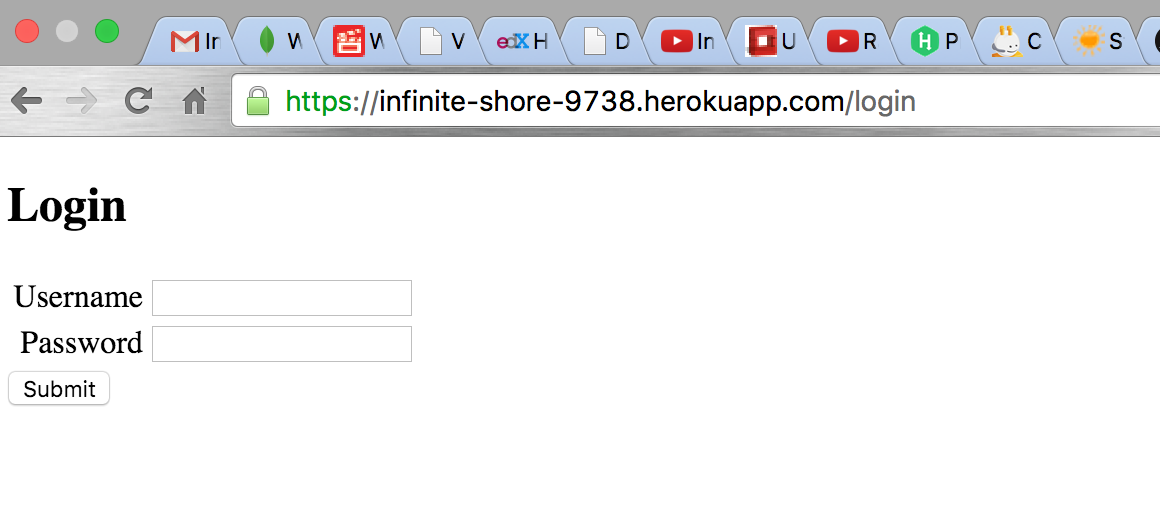 In W W V edX H D In U R P C S
https://infinite-shore-9738.herokuapp.com/login
Login
Username
Password
Submit